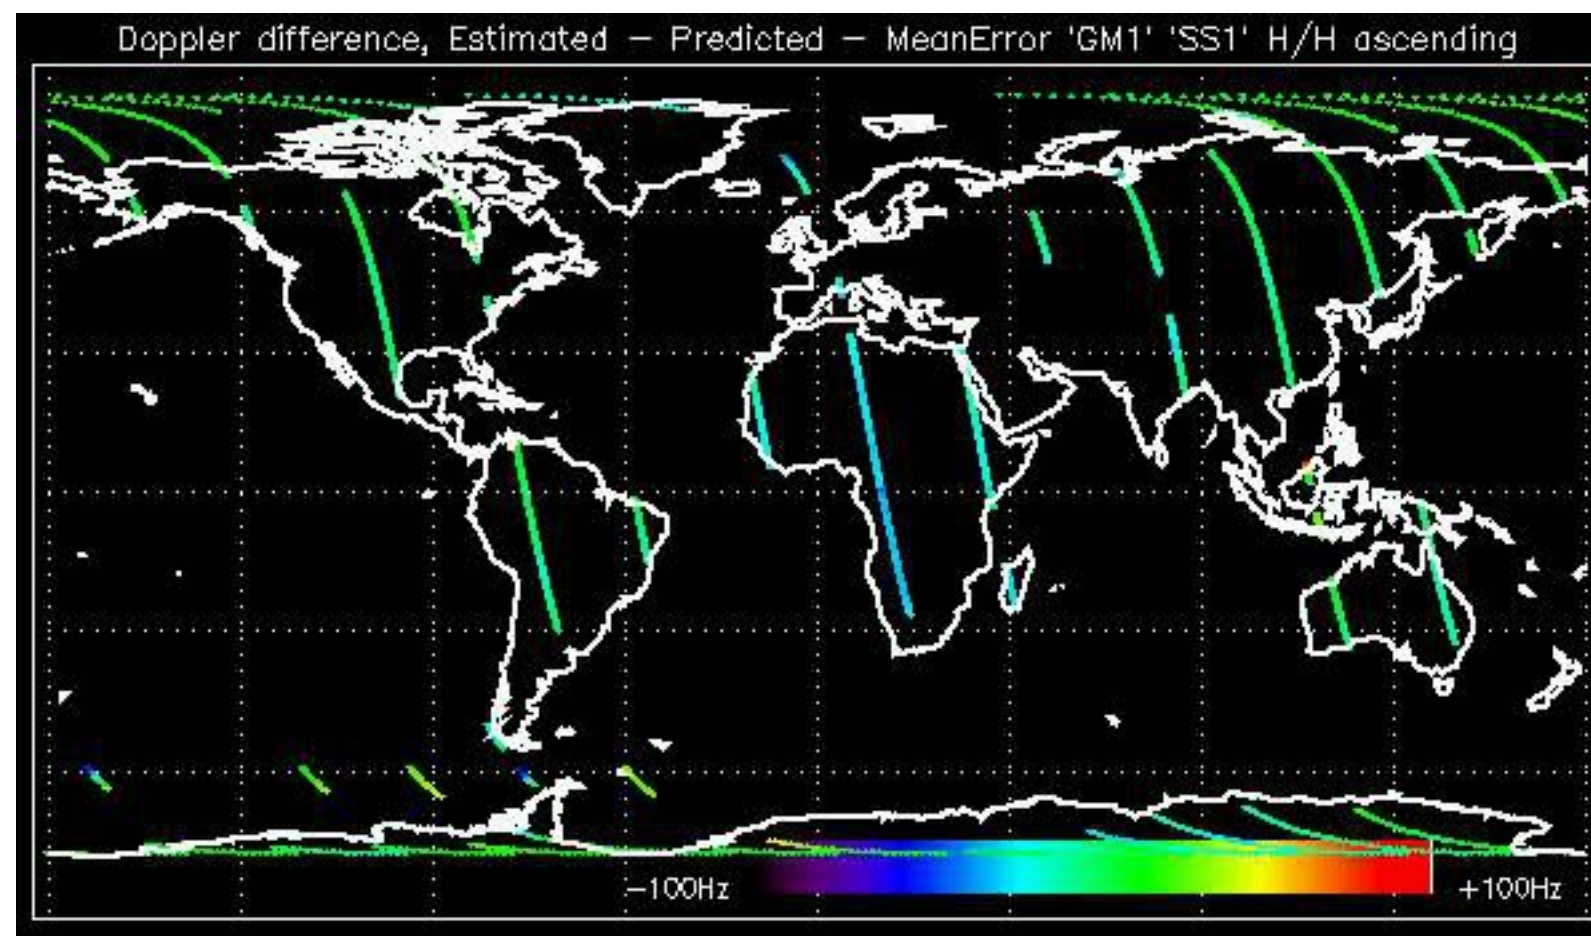 Doppler difference, Estimated – Predicted – MeanError 'GM1' 'SS1' H/H ascending
–100Hz
+100Hz